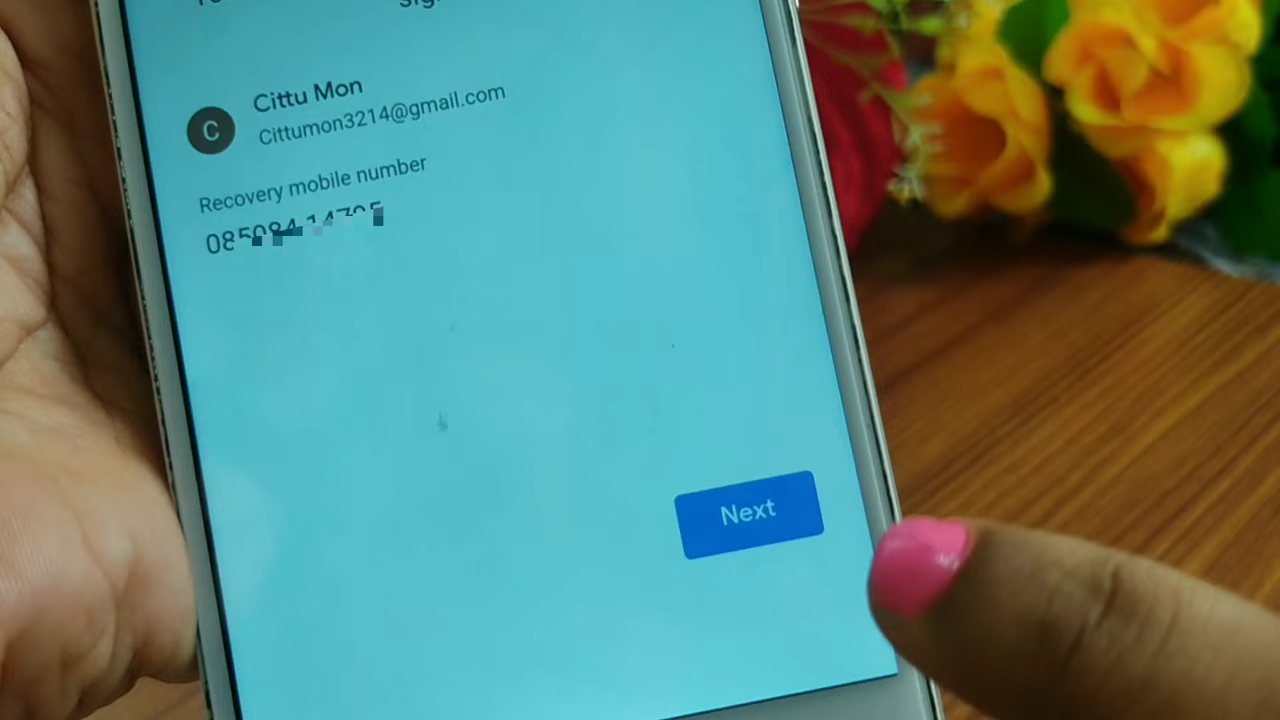 C
Cittu Mon
Cittumon3214@gmail.com
Recovery mobile number
Next